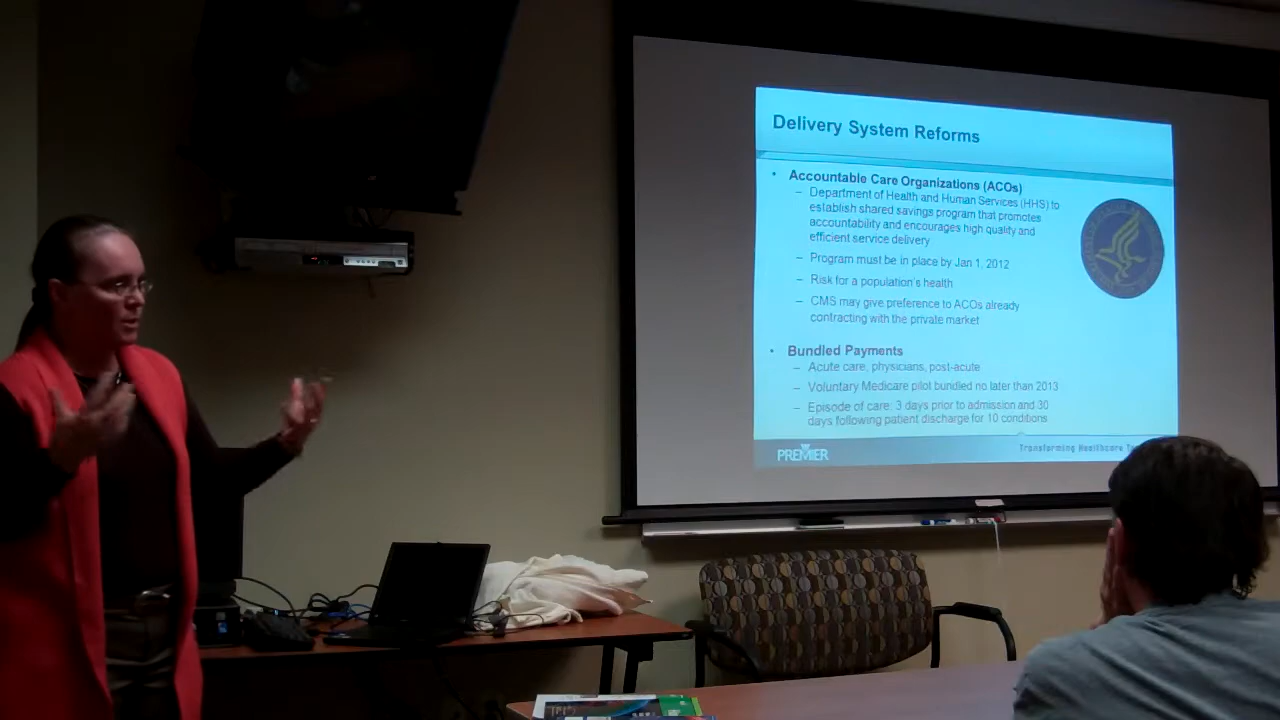 Delivery System Reforms
• Accountable Care Organizations (ACOs)
– Department of Health and Human Services (HHS) to
establish shared savings program that promotes
accountability and encourages high quality and
efficient service delivery
– Program must be in place by Jan 1, 2012
– Risk for a population's health
– CMS may give preference to ACOs already
contracting with the private market
• Bundled Payments
– Acute care, physicians, post-acute
– Voluntary Medicare pilot bundled no later than 2013
– Episode of care: 3 days prior to admission and 30
days following patient discharge for 10 conditions
PREMIER
Transforming Healthcare